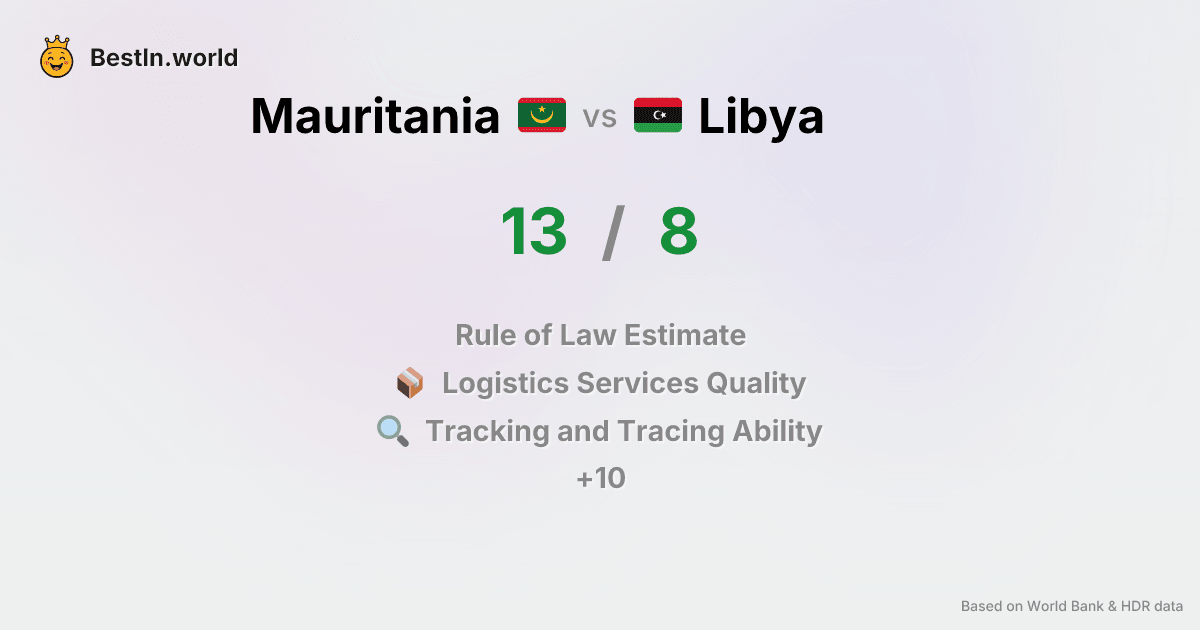 BestIn.world
Mauritania vs Libya
13 / 8
Rule of Law Estimate
Logistics Services Quality
Tracking and Tracing Ability
+10
Based on World Bank & HDR data